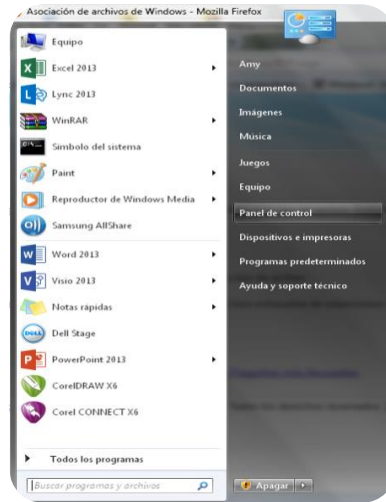 Asociación de archivos de Windows - Mozilla Firefox
Equipo
Excel 2013
Lync 2013
WinRAR
Símbolo del sistema
Paint
Reproductor de Windows Media
Samsung AllShare
Word 2013
Visio 2013
Notas rápidas
Dell Stage
PowerPoint 2013
CorelDRAW X6
Corel CONNECT X6
Todos los programas
Buscar programas y archivos
Amy
Documentos
Imágenes
Música
Juegos
Equipo
Panel de control
Dispositivos e impresoras
Programas predeterminados
Ayuda y soporte técnico
Apagar